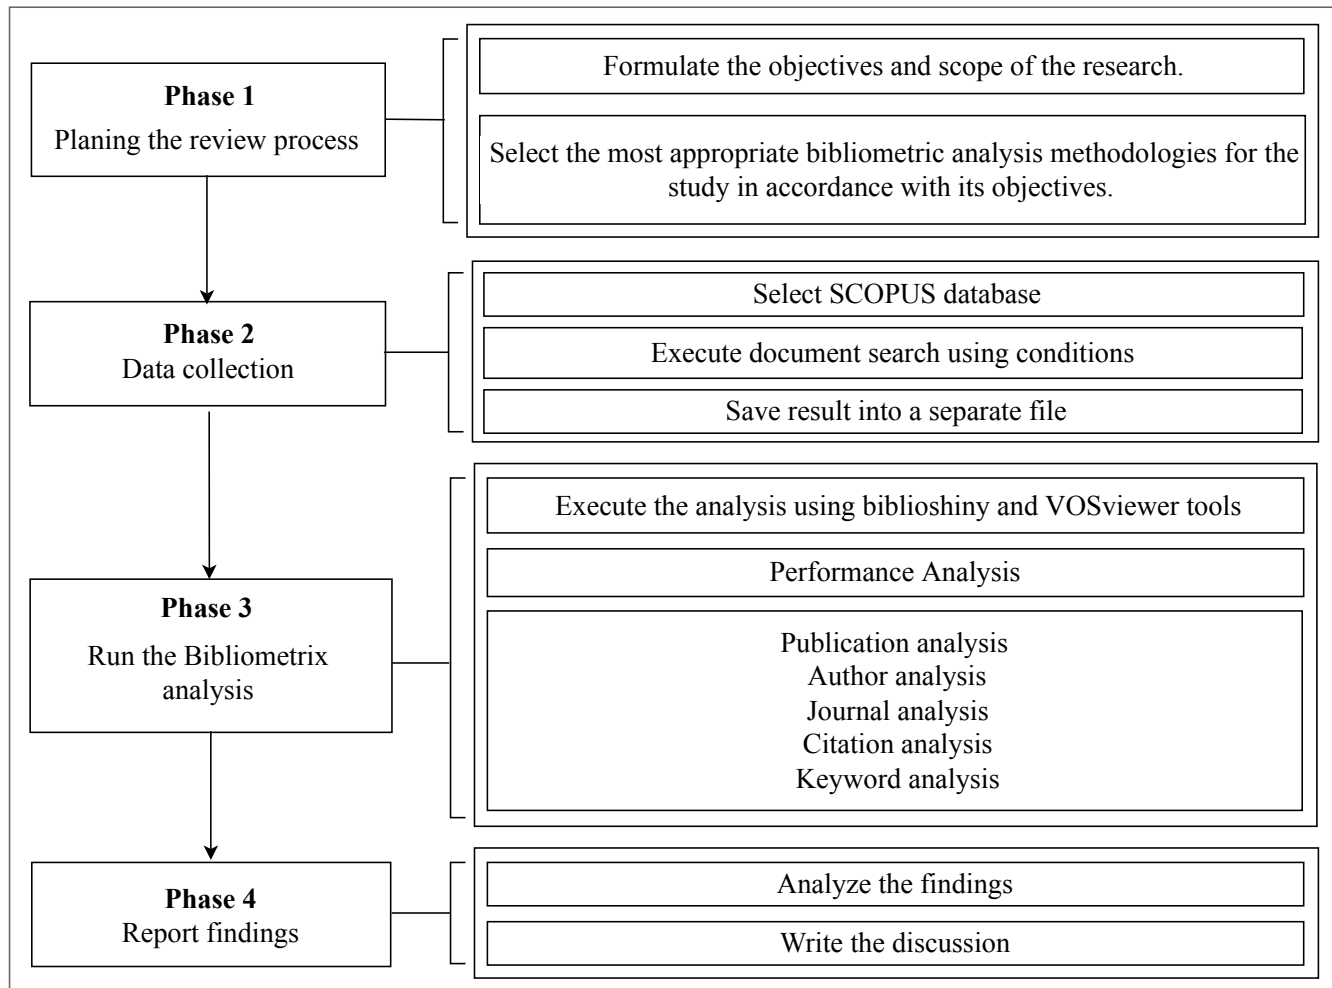 Phase 1
Planing the review process
Formulate the objectives and scope of the research.
Select the most appropriate bibliometric analysis methodologies for the
study in accordance with its objectives.
Phase 2
Data collection
Select SCOPUS database
Execute document search using conditions
Save result into a separate file
Phase 3
Run the Bibliometrix
analysis
Execute the analysis using biblioshiny and VOSviewer tools
Performance Analysis
Publication analysis
Author analysis
Journal analysis
Citation analysis
Keyword analysis
Phase 4
Report findings
Analyze the findings
Write the discussion